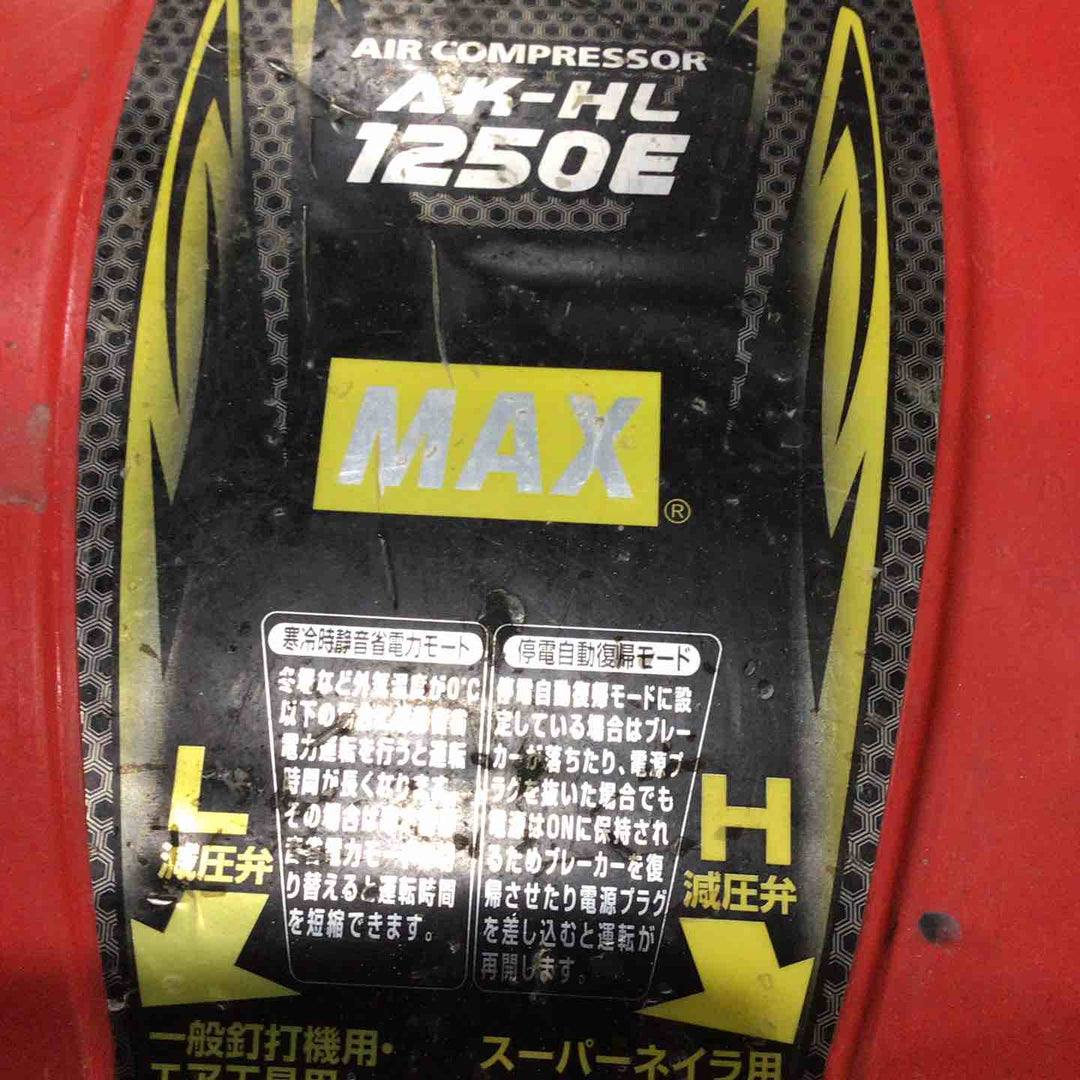 AIR COMPRESSOR
AK-HL
1250E
MAX
®
寒冷時静音省電力モード
など外気温度が0℃
以下の
電力運転を行うと運転
時間が長くなります。
その場合は
電力モー
り替えると運転時間
を短縮できます。
停電自動復帰モード
停電自動復帰モードに設
定している場合はブレー
カーが落ちたり、電源プ
ラグを抜いた場合でも
電源はONに保持され
るためブレーカーを復
帰させたり電源プラグ
を差し込むと運転が
再開します。
L
減圧弁
H
減圧弁
一般釘打機用・
エア工具用
スーパーネイラ用